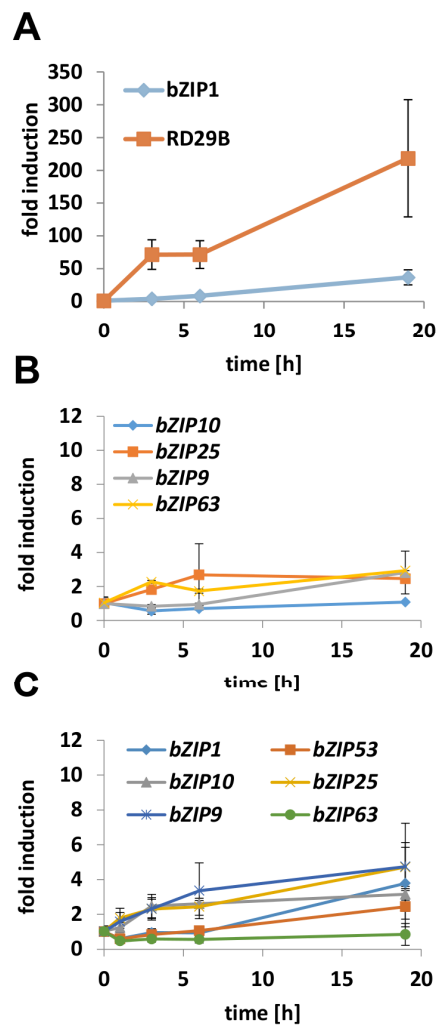 A
350
300
250
200
150
100
50
0
fold induction
bZIP1
RD29B
0 5 10 15 20
time [h]
B
12
10
8
6
4
2
0
fold induction
bZIP10
bZIP25
bZIP9
bZIP63
0 5 10 15 20
time [h]
C
12
10
8
6
4
2
0
fold induction
bZIP1 bZIP53
bZIP10 bZIP25
bZIP9 bZIP63
0 5 10 15 20
time [h]